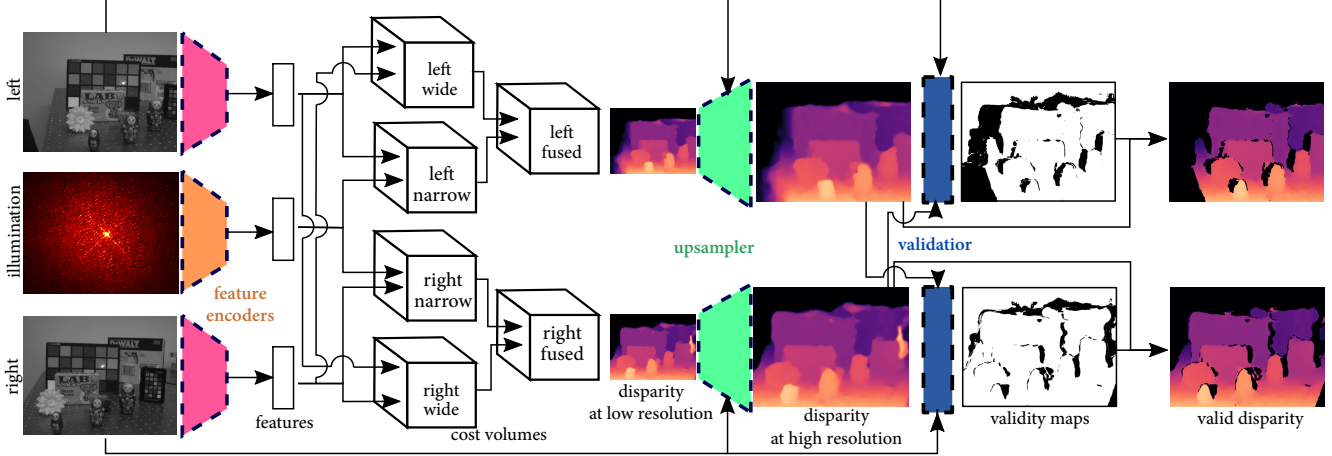 left
illumination
right
feature
encoders
features
left
wide
left
narrow
left
fused
right
narrow
right
wide
right
fused
cost volumes
disparity
at low resolution
upsampler
disparity
at high resolution
validatior
validity maps
valid disparity
DeWALT
LAB
LAB